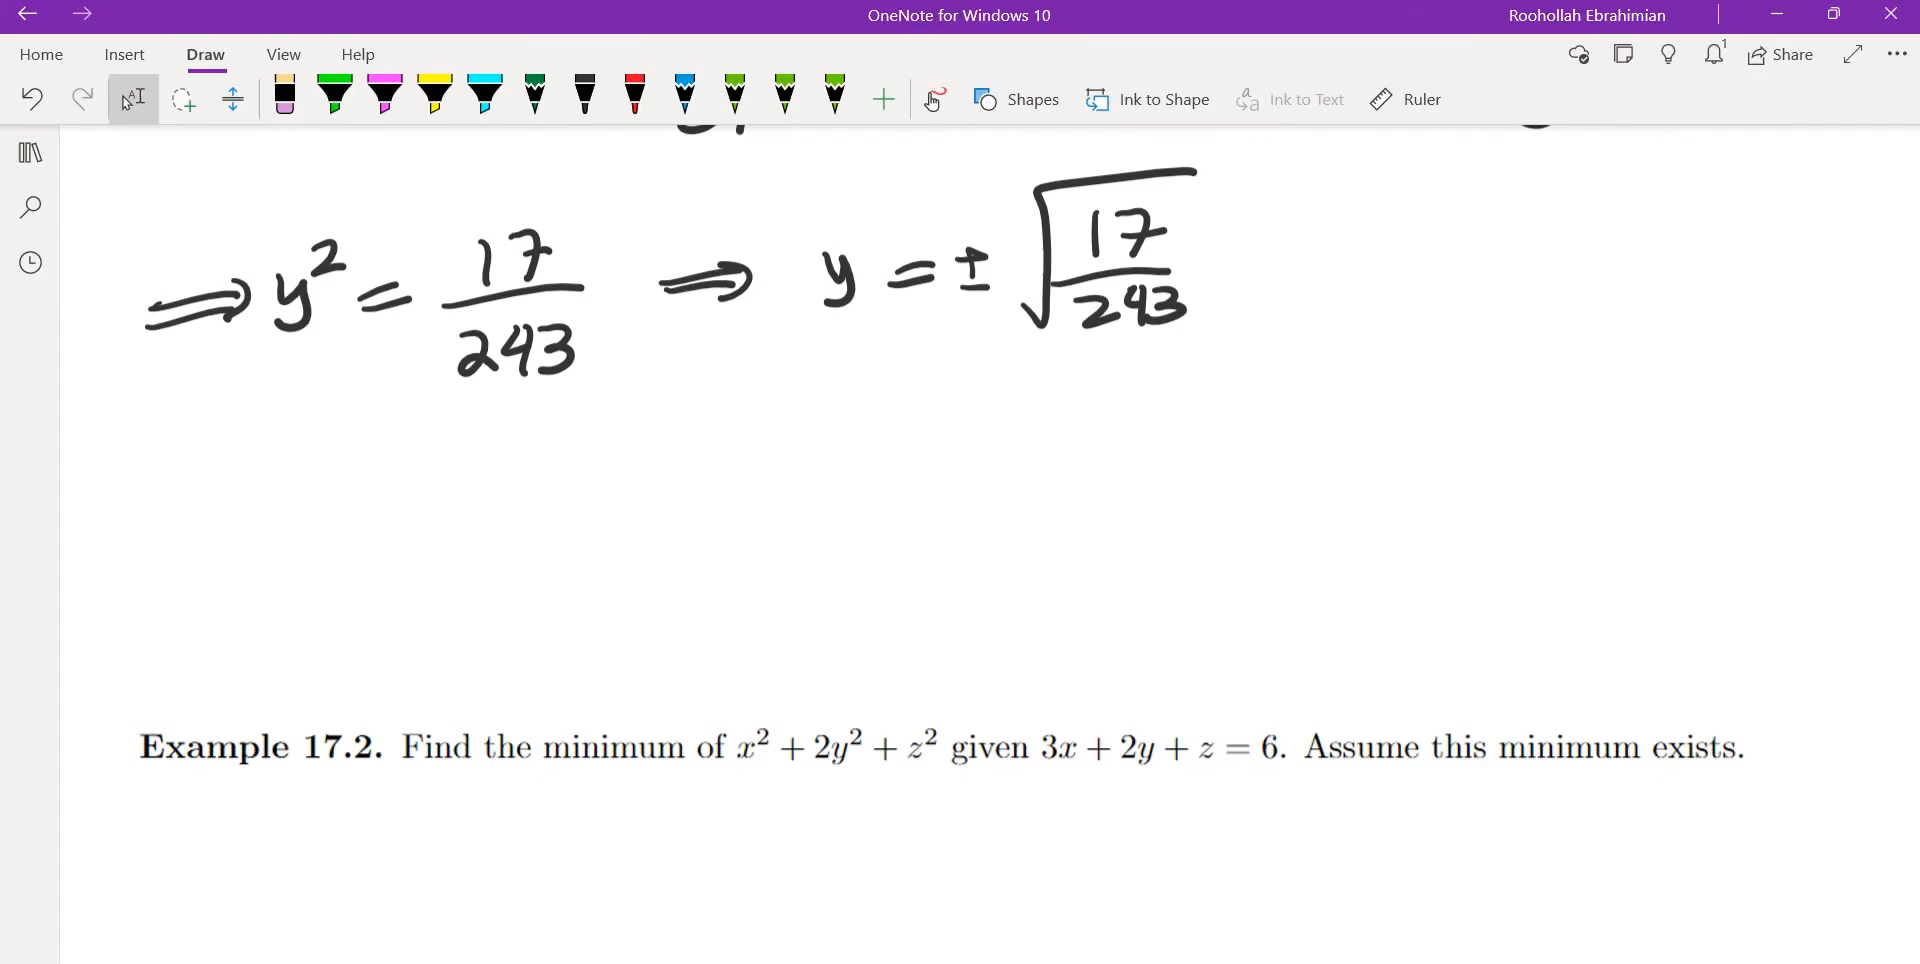 OneNote for Windows 10
Roohollah Ebrahimian
Home Insert Draw View Help
1
Share
Shapes
Ink to Shape
Ink to Text
Ruler
⟹ y² = 17/243 ⟹ y = ± √(17/243)
Example 17.2. Find the minimum of x² + 2y² + z² given 3x + 2y + z = 6. Assume this minimum exists.